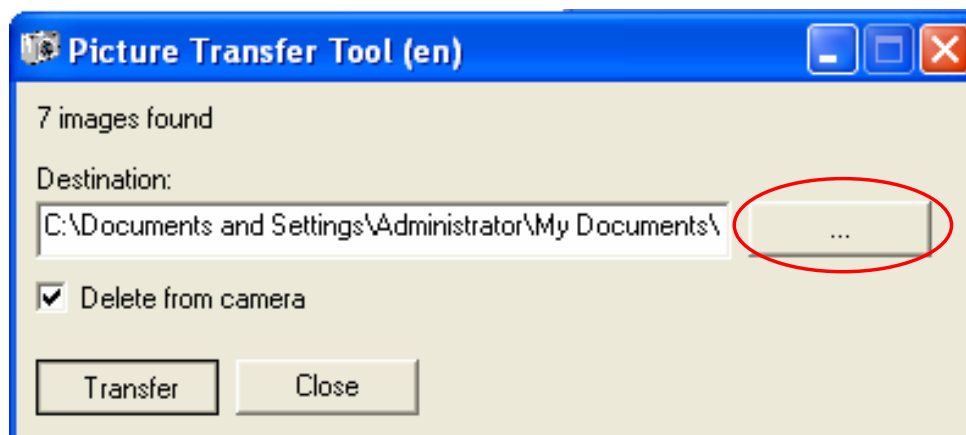 Picture Transfer Tool (en)
7 images found
Destination:
C:\Documents and Settings\Administrator\My Documents\
...
Delete from camera
Transfer
Close